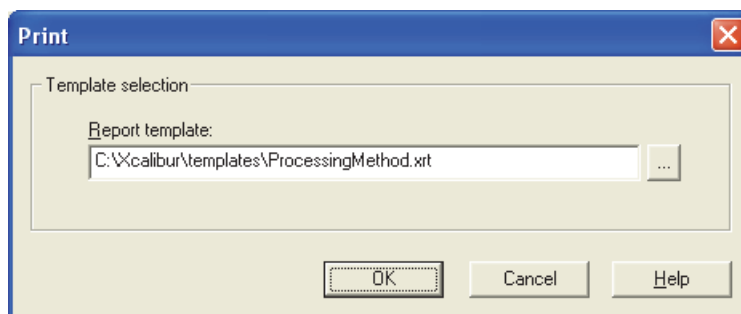 Print
Template selection
Report template:
C:\Xcalibur\templates\ProcessingMethod.xrt
...
OK Cancel Help